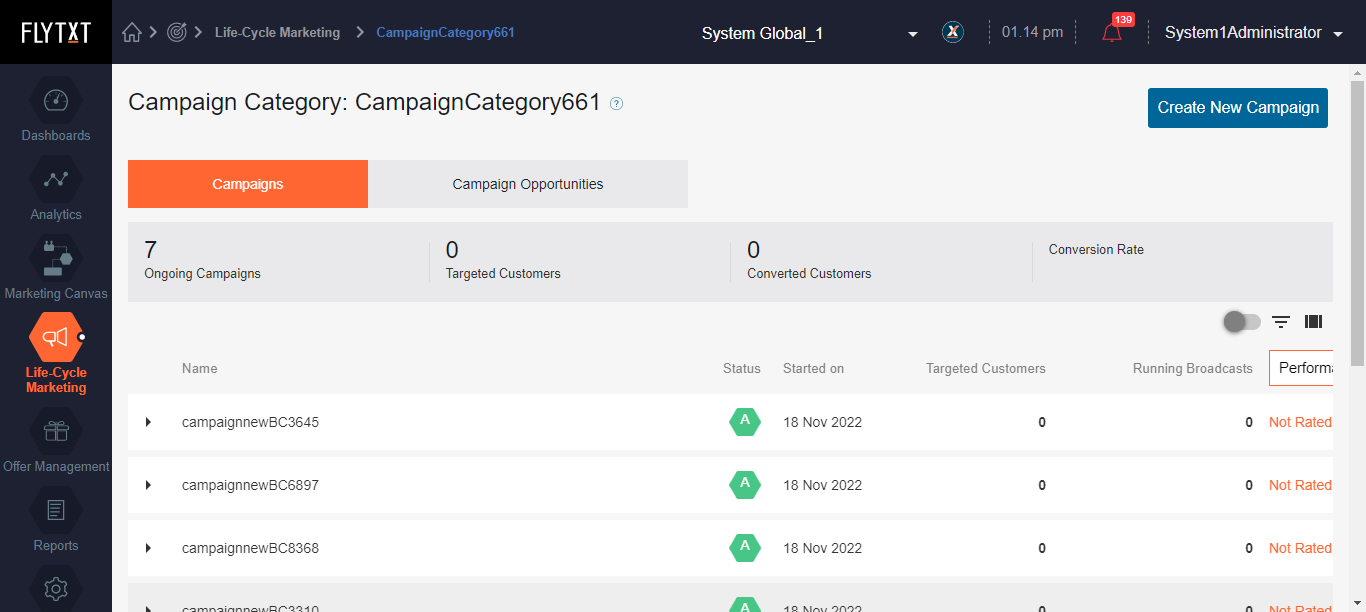 FLYTXT
Life-Cycle Marketing
CampaignCategory661
System Global_1
X
01.14 pm
139
System1Administrator
Dashboards
Analytics
Marketing Canvas
Life-Cycle
Marketing
Offer Management
Reports
Campaign Category: CampaignCategory661 ?
Create New Campaign
Campaigns
Campaign Opportunities
7
Ongoing Campaigns
0
Targeted Customers
0
Converted Customers
Conversion Rate
Name Status Started on Targeted Customers Running Broadcasts Performa
campaignnewBC3645 A 18 Nov 2022 0 0 Not Rated
campaignnewBC6897 A 18 Nov 2022 0 0 Not Rated
campaignnewBC8368 A 18 Nov 2022 0 0 Not Rated
campaignnewBC3310 A 18 Nov 2022 0 0 Not Rated